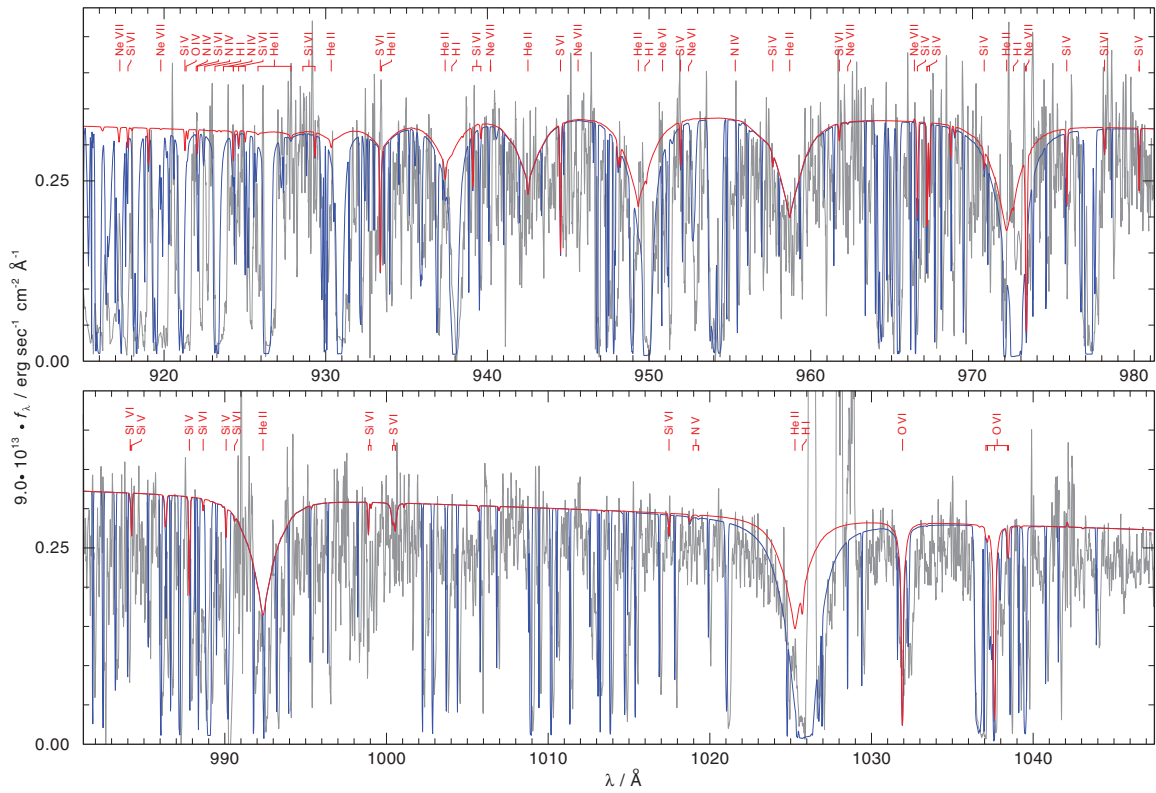 Ne VII Si VI Ne VII Si V O IV N IV Si VI N IV H I N IV Si VI He II Si VI He II S VI He II He II H I Si VI Ne VII He II S VI Ne VII He II H I Ne VI Si V Ne VII N IV Si V He II Si VI Ne VII Ne VII Si V Si V Si V He II H I Ne VII Si V Si VI Si V
0.25
0.00
920 930 940 950 960 970 980
SI VI Si V Si V Si VI Si V Si VI He II Si VI S VI Si VI N V He II H I O VI O VI
0.25
0.00
990 1000 1010 1020 1030 1040
9.0• 10¹³ • f λ / erg sec⁻¹ cm⁻² Å⁻¹
λ / Å